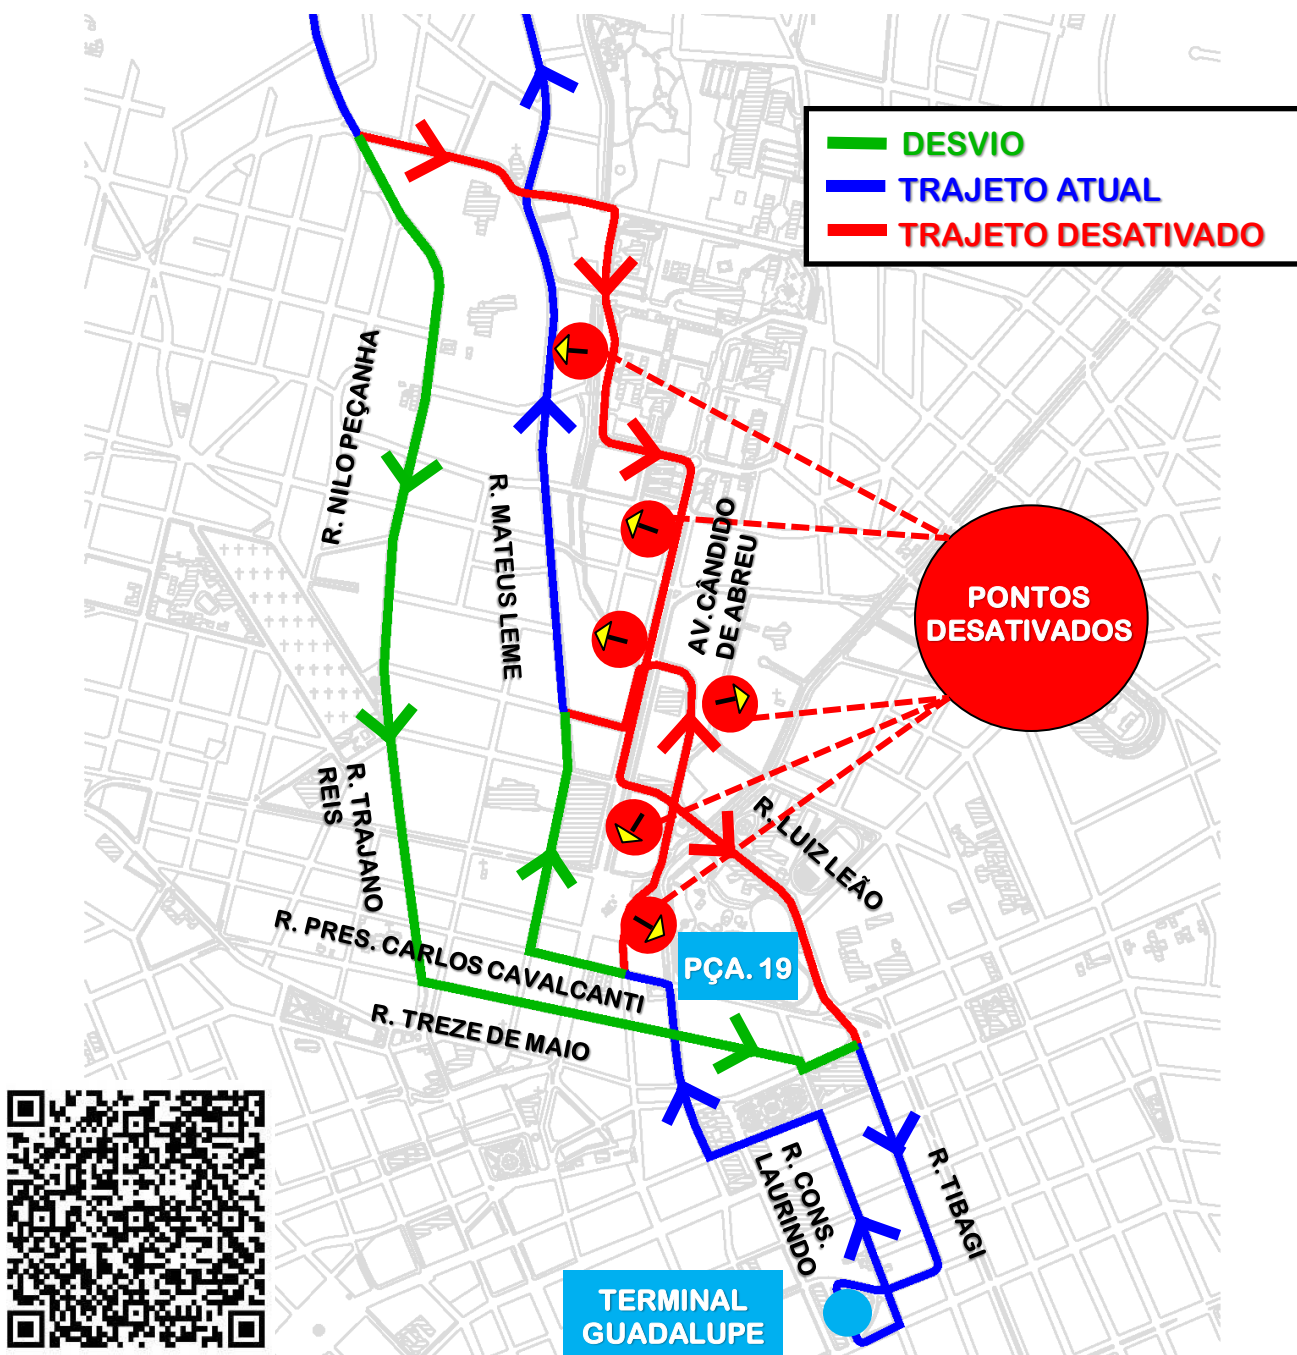 DESVIO
TRAJETO ATUAL
TRAJETO DESATIVADO
R. NILO PEÇANHA
R. MATEUS LEME
AV.CÂNDIDO
DE ABREU
PONTOS
DESATIVADOS
R. TRAJANO
REIS
R. LUIZ LEÃO
R. PRES. CARLOS CAVALCANTI
PÇA. 19
R. TREZE DE MAIO
R. CONS.
LAURINDO
R. TIBAGI
TERMINAL
GUADALUPE